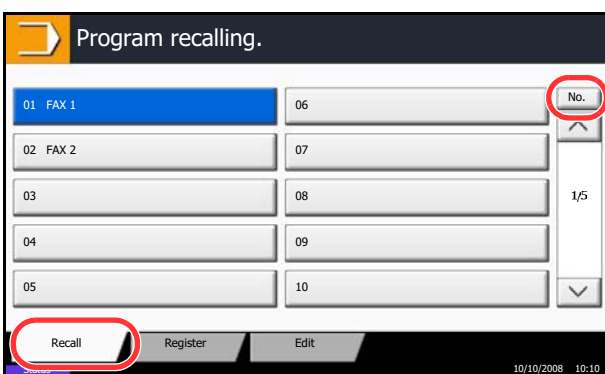 Program recalling.
01 FAX 1
06
No.
02 FAX 2
07
03
08
1/5
04
09
05
10
Recall
Register
Edit
Status
10/10/2008 10:10